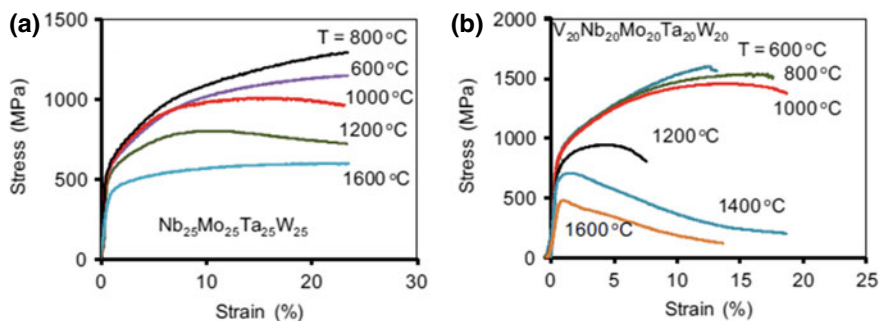 (a)
1500
1000
500
0
Stress (MPa)
T = 800 °C
600 °C
1000 °C
1200 °C
1600 °C
Nb25Mo25Ta25W25
0
10
20
30
Strain (%)
(b)
2000
1500
1000
500
0
Stress (MPa)
V20Nb20Mo20Ta20W20
T = 600 °C
800 °C
1000 °C
1200 °C
1400 °C
1600 °C
0
5
10
15
20
25
Strain (%)